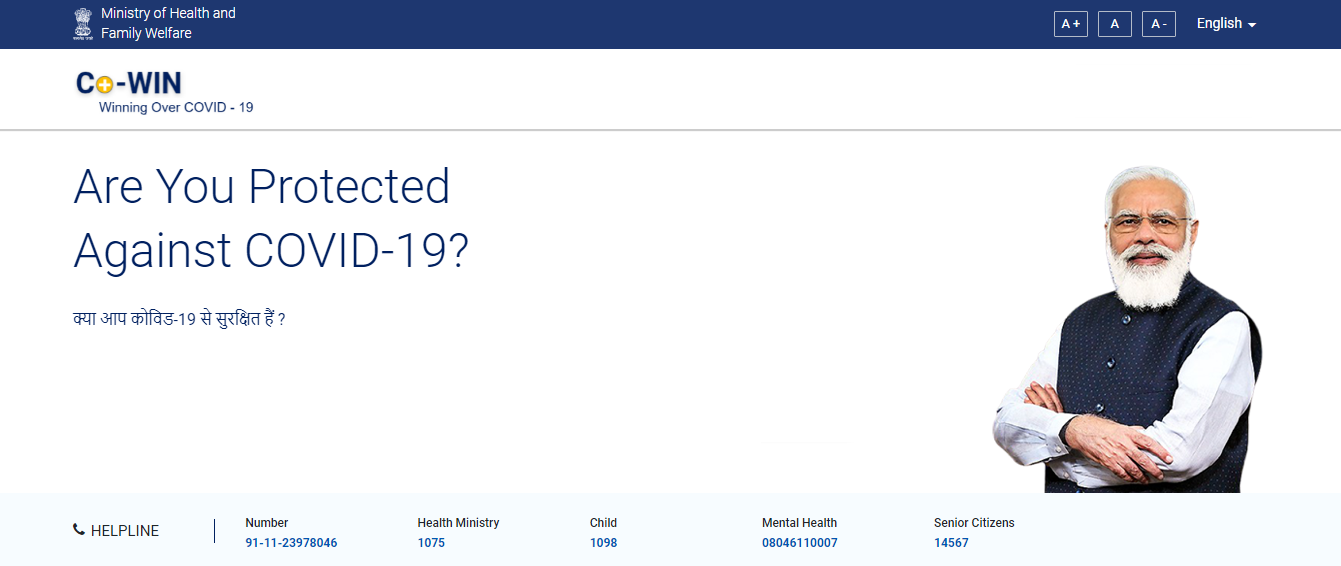 Ministry of Health and
Family Welfare
A +
A
A -
English
Co-WIN
Winning Over COVID - 19
Are You Protected
Against COVID-19?
क्या आप कोविड-19 से सुरक्षित हैं ?
HELPLINE
Number
91-11-23978046
Health Ministry
1075
Child
1098
Mental Health
08046110007
Senior Citizens
14567